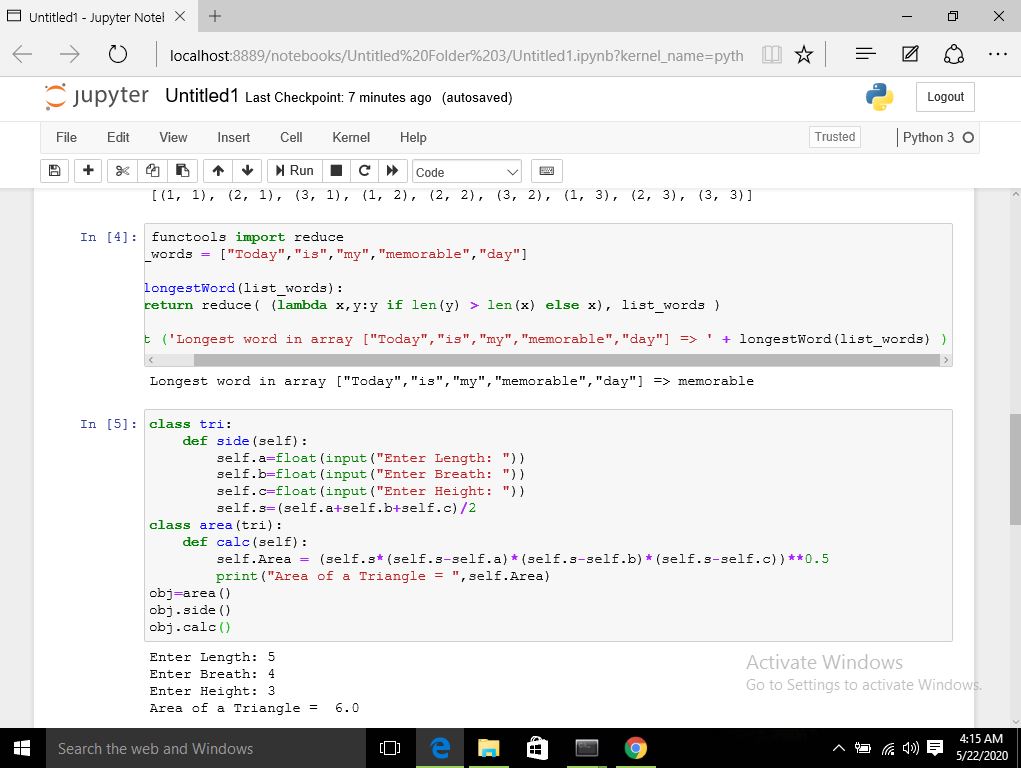 Untitled1 - Jupyter Notel
localhost:8889/notebooks/Untitled%20Folder%203/Untitled1.ipynb?kernel_name=pyth
jupyter Untitled1 Last Checkpoint: 7 minutes ago (autosaved)
Logout
File Edit View Insert Cell Kernel Help
Trusted
Python 3
Run
Code
[(1, 1), (2, 1), (3, 1), (1, 2), (2, 2), (3, 2), (1, 3), (2, 3), (3, 3)]
In [4]: functools import reduce
_words = ["Today","is","my","memorable","day"]
longestWord(list_words):
return reduce( (lambda x,y:y if len(y) > len(x) else x), list_words )
t ('Longest word in array ["Today","is","my","memorable","day"] => ' + longestWord(list_words) )
Longest word in array ["Today","is","my","memorable","day"] => memorable
In [5]: class tri:
    def side(self):
        self.a=float(input("Enter Length: "))
        self.b=float(input("Enter Breath: "))
        self.c=float(input("Enter Height: "))
        self.s=(self.a+self.b+self.c)/2
class area(tri):
    def calc(self):
        self.Area = (self.s*(self.s-self.a)*(self.s-self.b)*(self.s-self.c))**0.5
        print("Area of a Triangle = ",self.Area)
obj=area()
obj.side()
obj.calc()
Enter Length: 5
Enter Breath: 4
Enter Height: 3
Area of a Triangle =  6.0
Activate Windows
Go to Settings to activate Windows.
Search the web and Windows
4:15 AM
5/22/2020